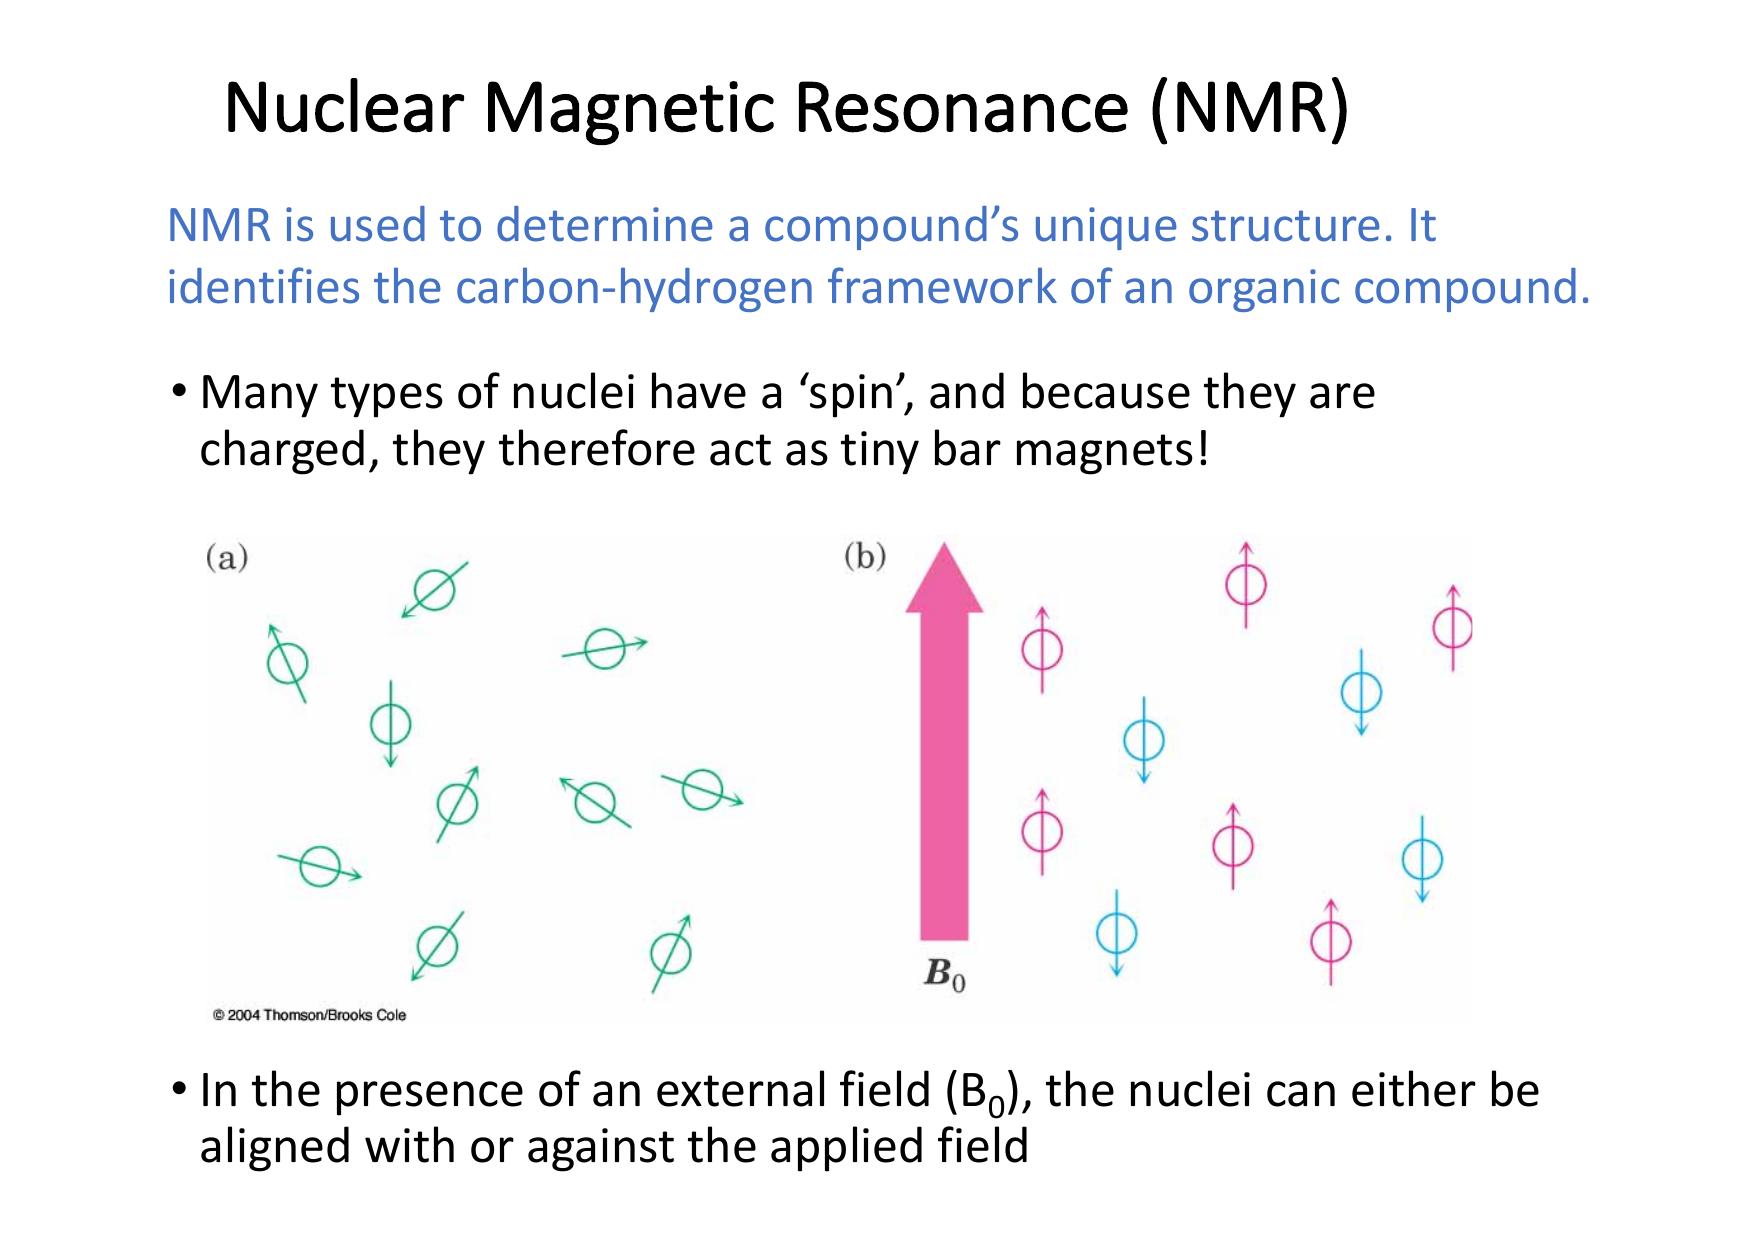 Nuclear Magnetic Resonance (NMR)
NMR is used to determine a compound’s unique structure. It
identifies the carbon-hydrogen framework of an organic compound.
• Many types of nuclei have a ‘spin’, and because they are
charged, they therefore act as tiny bar magnets!
(a)
(b)
B₀
© 2004 Thomson/Brooks Cole
• In the presence of an external field (B₀), the nuclei can either be
aligned with or against the applied field